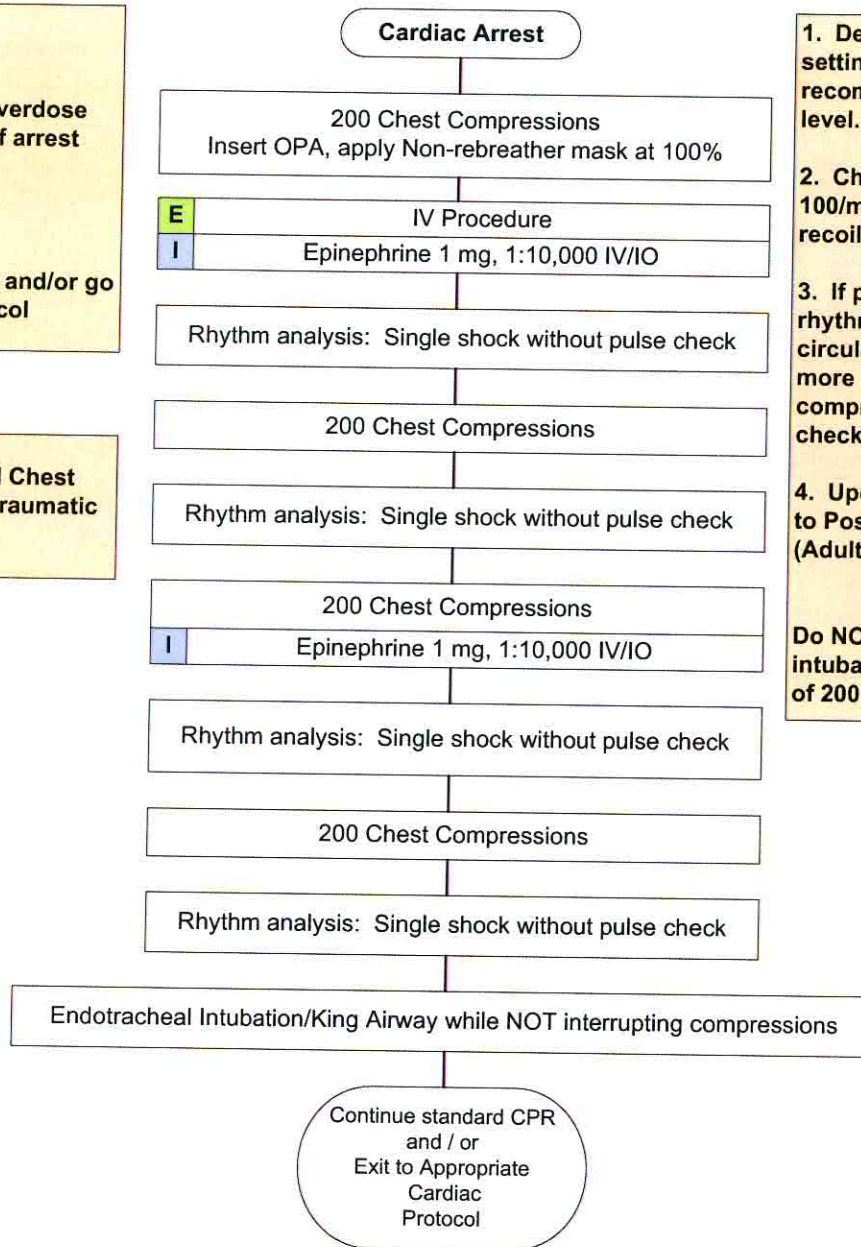 verdose
f arrest
and/or go
col
Chest
raumatic
Cardiac Arrest
200 Chest Compressions
Insert OPA, apply Non-rebreather mask at 100%
E IV Procedure
I Epinephrine 1 mg, 1:10,000 IV/IO
Rhythm analysis: Single shock without pulse check
200 Chest Compressions
Rhythm analysis: Single shock without pulse check
200 Chest Compressions
I Epinephrine 1 mg, 1:10,000 IV/IO
Rhythm analysis: Single shock without pulse check
200 Chest Compressions
Rhythm analysis: Single shock without pulse check
Endotracheal Intubation/King Airway while NOT interrupting compressions
Continue standard CPR
and / or
Exit to Appropriate
Cardiac
Protocol
1. De
settin
recom
level.
2. Ch
100/m
recoil
3. If p
rhythm
circul
more
compr
check
4. Upo
to Pos
(Adult
Do NO
intuba
of 200